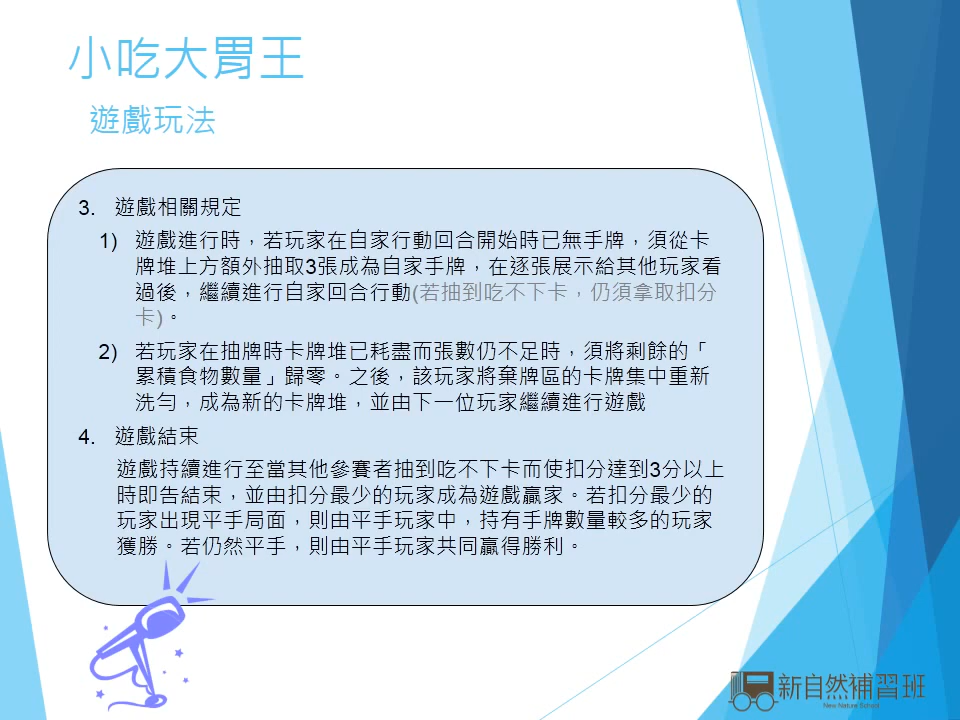 小吃大胃王
遊戲玩法
3. 遊戲相關規定
1) 遊戲進行時，若玩家在自家行動回合開始時已無手牌，須從卡
牌堆上方額外抽取3張成為自家手牌，在逐張展示給其他玩家看
過後，繼續進行自家回合行動(若抽到吃不下卡，仍須拿取扣分
卡)。
2) 若玩家在抽牌時卡牌堆已耗盡而張數仍不足時，須將剩餘的「
累積食物數量」歸零。之後，該玩家將棄牌區的卡牌集中重新
洗勻，成為新的卡牌堆，並由下一位玩家繼續進行遊戲
4. 遊戲結束
遊戲持續進行至當其他參賽者抽到吃不下卡而使扣分達到3分以上
時即告結束，並由扣分最少的玩家成為遊戲贏家。若扣分最少的
玩家出現平手局面，則由平手玩家中，持有手牌數量較多的玩家
獲勝。若仍然平手，則由平手玩家共同贏得勝利。
新自然補習班
New Nature School